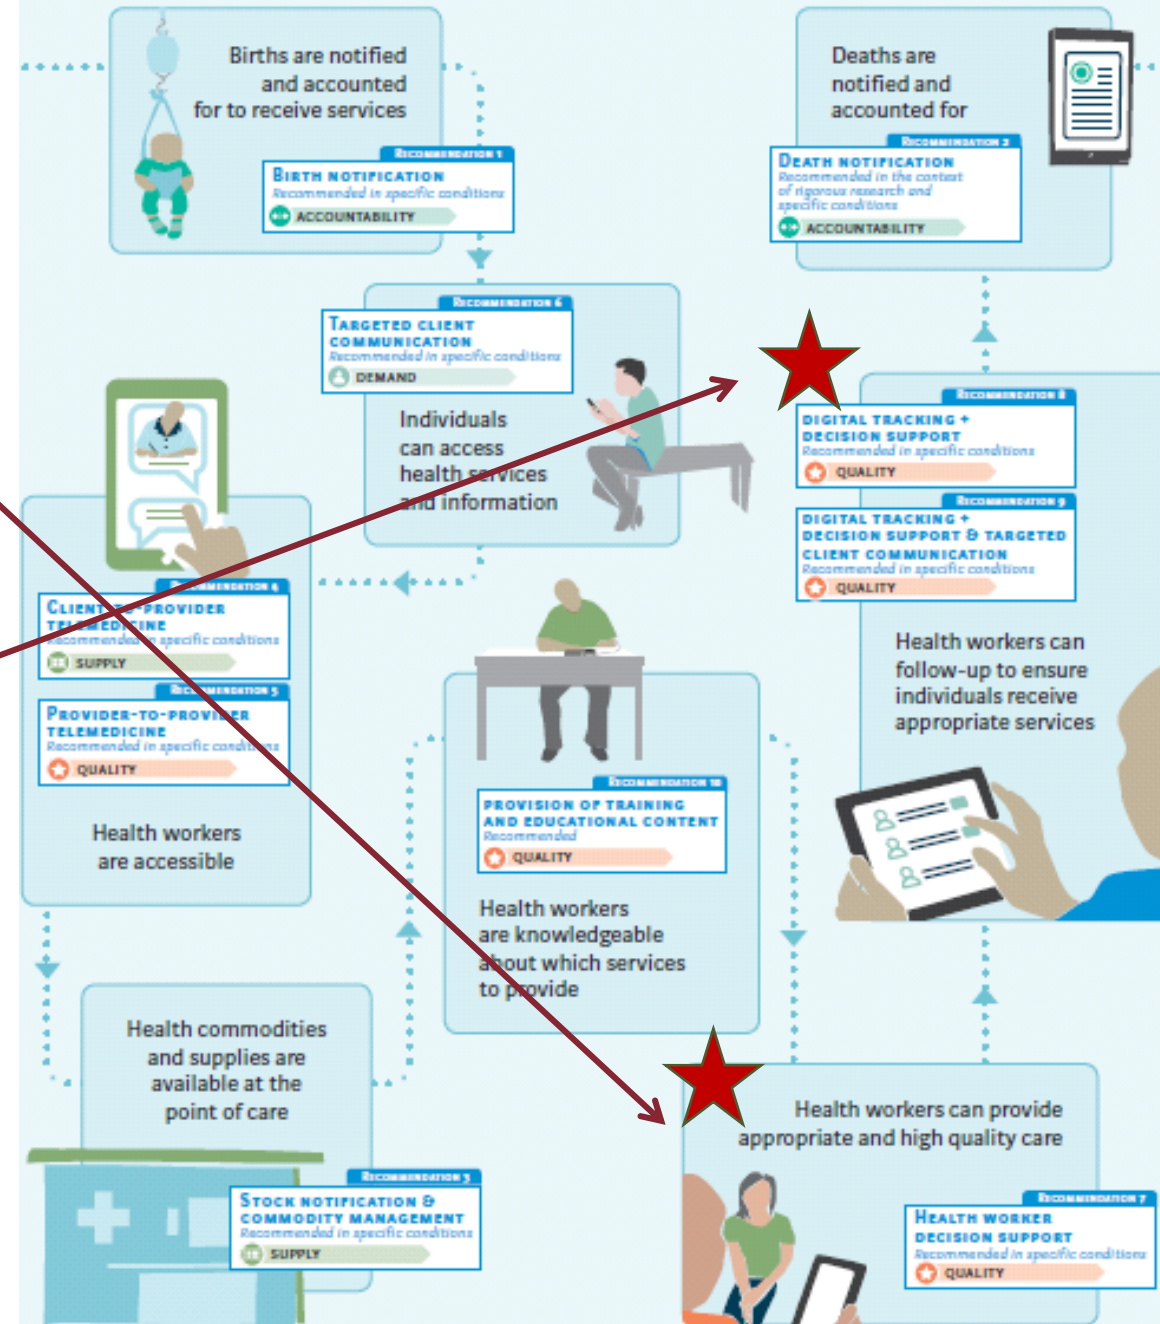 Births are notified
and accounted
for to receive services
RECOMMENDATION 1
BIRTH NOTIFICATION
Recommended in specific conditions
ACCOUNTABILITY
Deaths are
notified and
accounted for
RECOMMENDATION 2
DEATH NOTIFICATION
Recommended in the context
of rigorous research and
specific conditions
ACCOUNTABILITY
RECOMMENDATION 6
TARGETED CLIENT
COMMUNICATION
Recommended in specific conditions
DEMAND
Individuals
can access
health services
and information
RECOMMENDATION 8
DIGITAL TRACKING +
DECISION SUPPORT
Recommended in specific conditions
QUALITY
RECOMMENDATION 9
DIGITAL TRACKING +
DECISION SUPPORT & TARGETED
CLIENT COMMUNICATION
Recommended in specific conditions
QUALITY
Health workers can
follow-up to ensure
individuals receive
appropriate services
RECOMMENDATION 4
CLIENT-TO-PROVIDER
TELEMEDICINE
Recommended in specific conditions
SUPPLY
RECOMMENDATION 5
PROVIDER-TO-PROVIDER
TELEMEDICINE
Recommended in specific conditions
QUALITY
Health workers
are accessible
RECOMMENDATION 10
PROVISION OF TRAINING
AND EDUCATIONAL CONTENT
Recommended
QUALITY
Health workers
are knowledgeable
about which services
to provide
Health commodities
and supplies are
available at the
point of care
RECOMMENDATION 3
STOCK NOTIFICATION &
COMMODITY MANAGEMENT
Recommended in specific conditions
SUPPLY
Health workers can provide
appropriate and high quality care
RECOMMENDATION 7
HEALTH WORKER
DECISION SUPPORT
Recommended in specific conditions
QUALITY